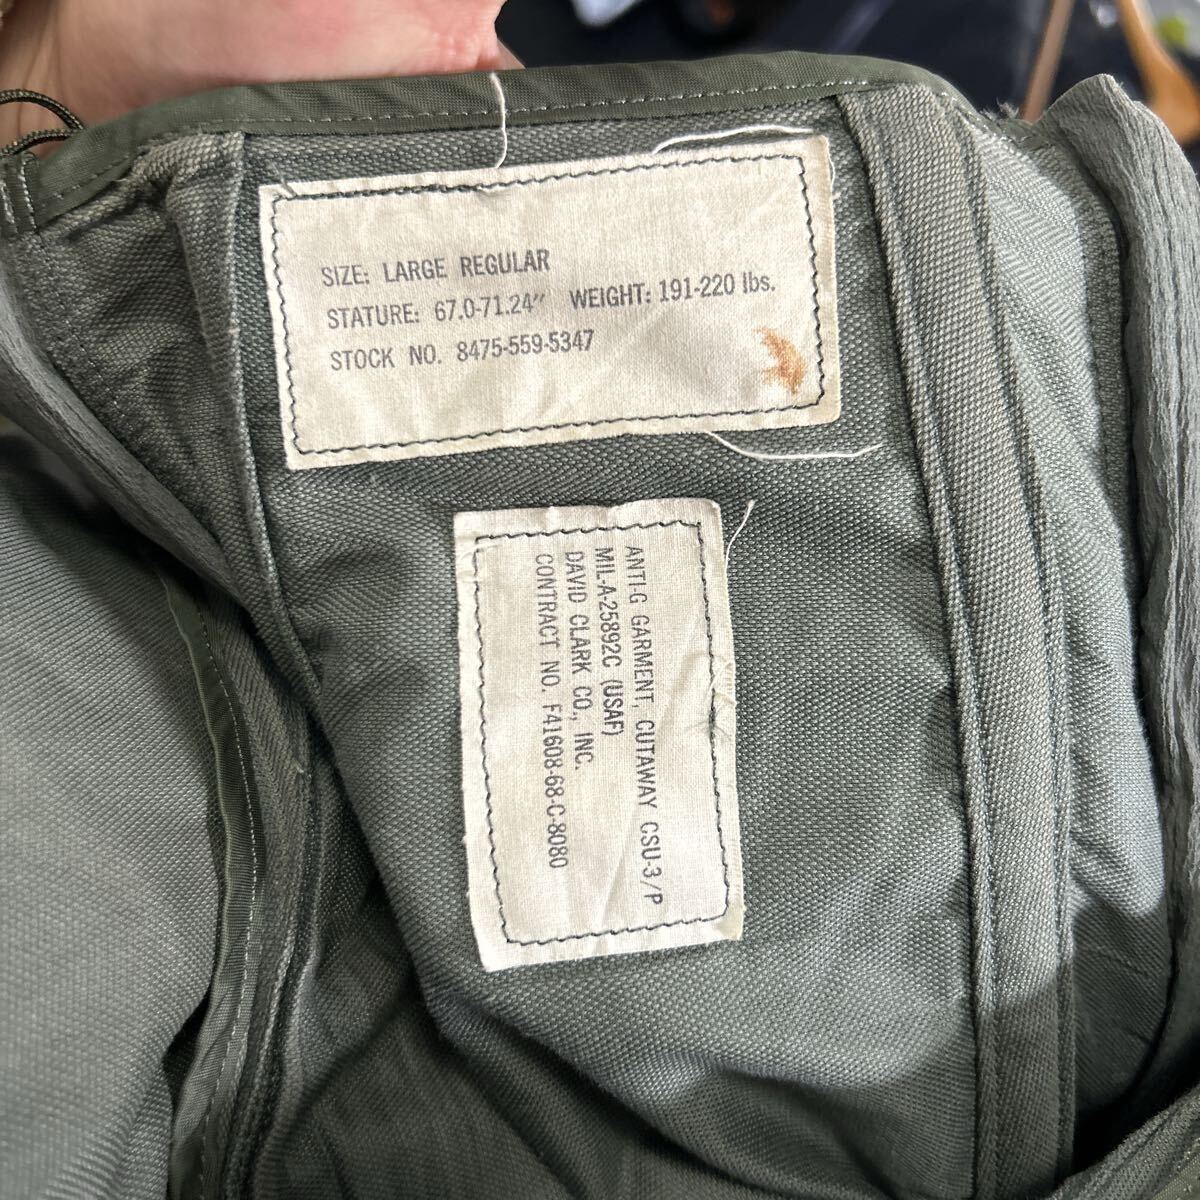 SIZE: LARGE REGULAR
STATURE: 67.0-71.24" WEIGHT: 191-220 lbs.
STOCK NO. 8475-559-5347
ANTI-G GARMENT, CUTAWAY CSU-3/P
MIL-A-25892C (USAF)
DAVID CLARK CO., INC.
CONTRACT NO. F41608-68-C-8080